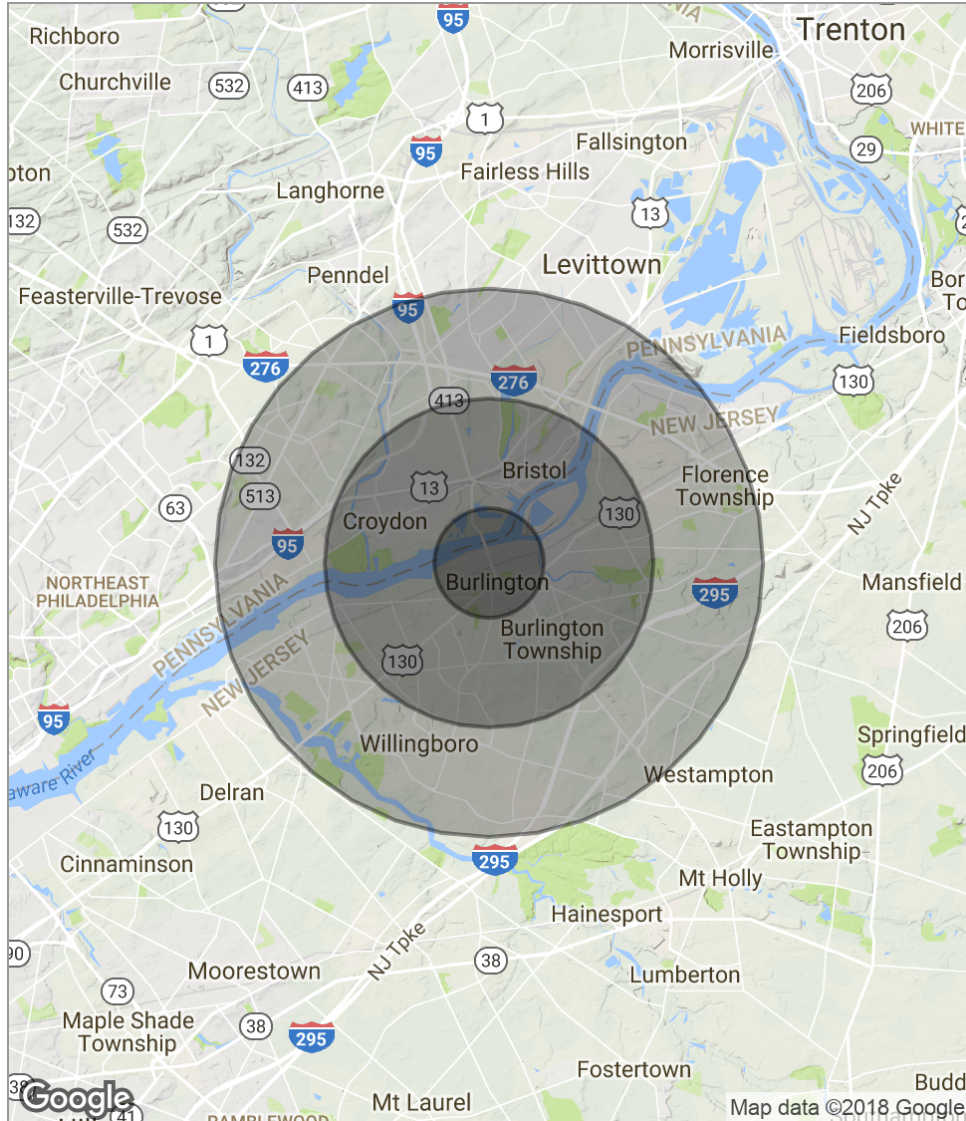 95
Trenton
Richboro
Morrisville
Churchville
532
413
206
1
WHITE
Fallsington
95
29
Fairless Hills
Langhorne
13
132
532
Levittown
Penndel
Feasterville-Trevose
95
Fieldsboro
1
PENNSYLVANIA
276
276
130
413
NEW JERSEY
132
Bristol
Florence
Township
13
513
63
130
NJ Tpke
Croydon
95
NORTHEAST
PHILADELPHIA
Burlington
Mansfield
295
PENNSYLVANIA
206
Burlington
Township
NEW JERSEY
130
95
Willingboro
Springfield
aware River
Westampton
206
Delran
130
Eastampton
Township
Cinnaminson
295
Mt Holly
Hainesport
NJ Tpke
90
38
Moorestown
Lumberton
73
Maple Shade
Township
38
295
Fostertown
38
Google
41
Mt Laurel
Budd
RAMBLEWOOD
Map data ©2018 Google